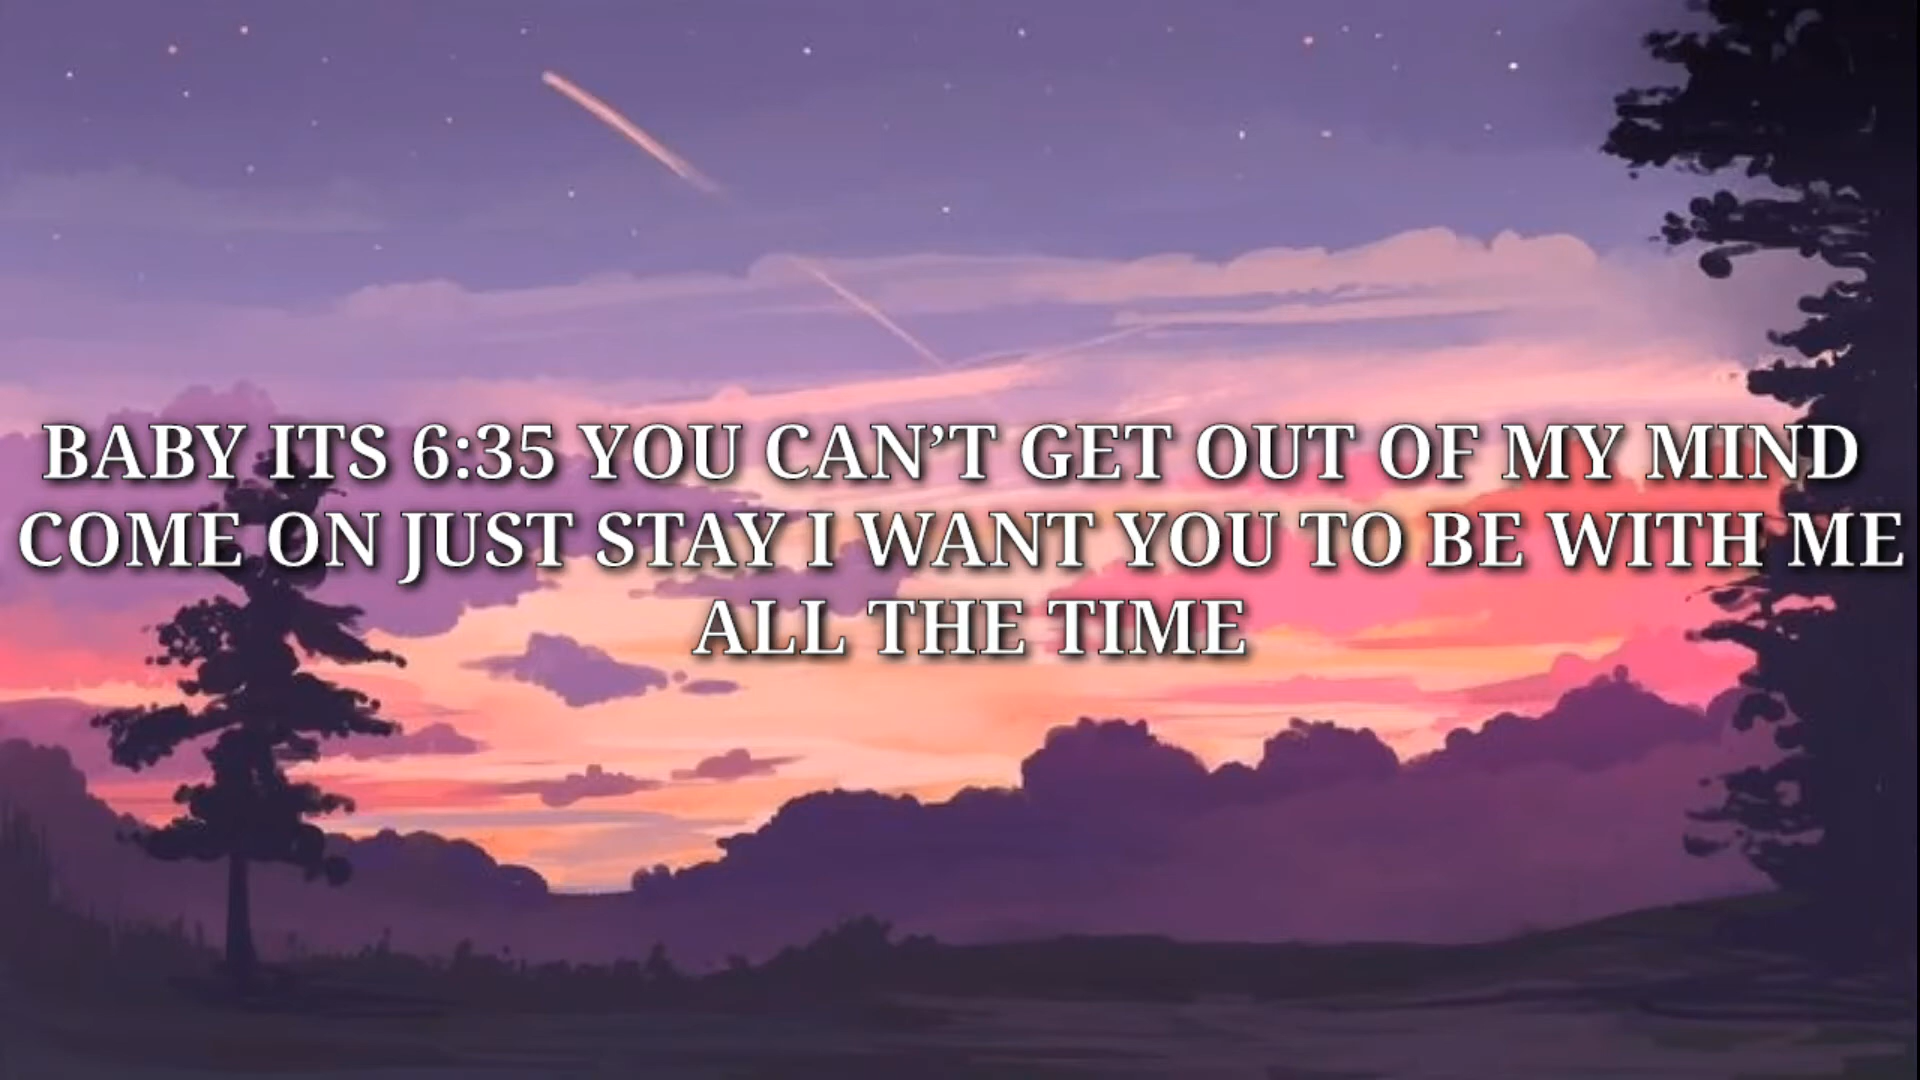 BABY ITS 6:35 YOU CAN’T GET OUT OF MY MIND
COME ON JUST STAY I WANT YOU TO BE WITH ME
ALL THE TIME